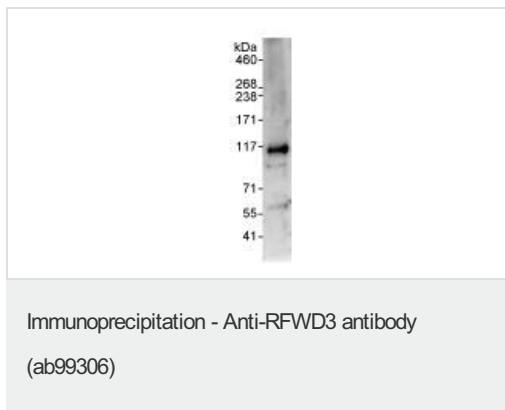 kDa
460-
268-
238-
171-
117-
71-
55-
41-
Immunoprecipitation - Anti-RFWD3 antibody
(ab99306)